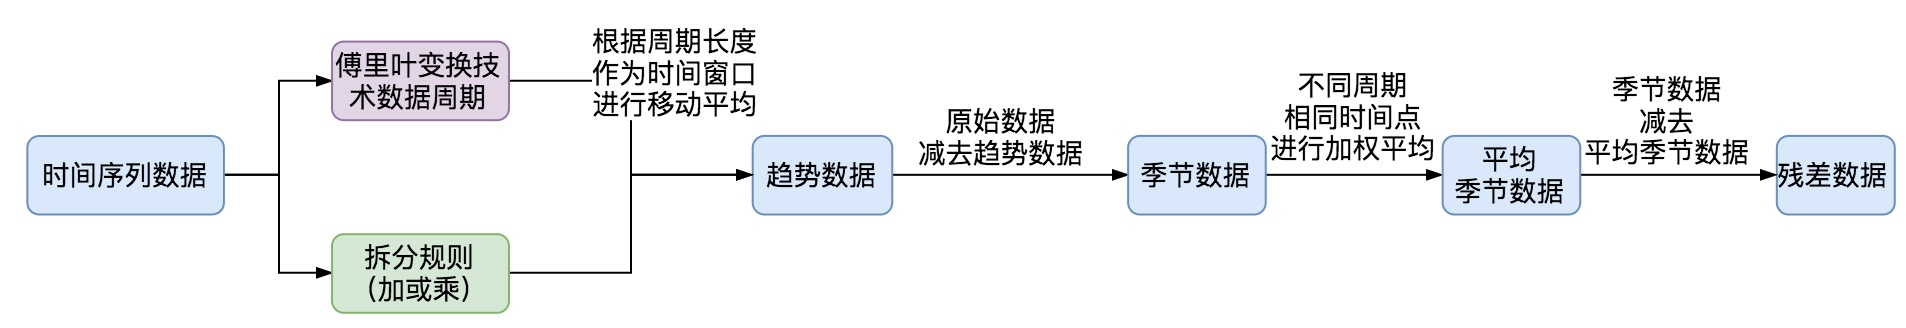 时间序列数据
傅里叶变换技
术数据周期
拆分规则
（加或乘）
根据周期长度
作为时间窗口
进行移动平均
趋势数据
原始数据
减去趋势数据
季节数据
不同周期
相同时间点
进行加权平均
平均
季节数据
季节数据
减去
平均季节数据
残差数据